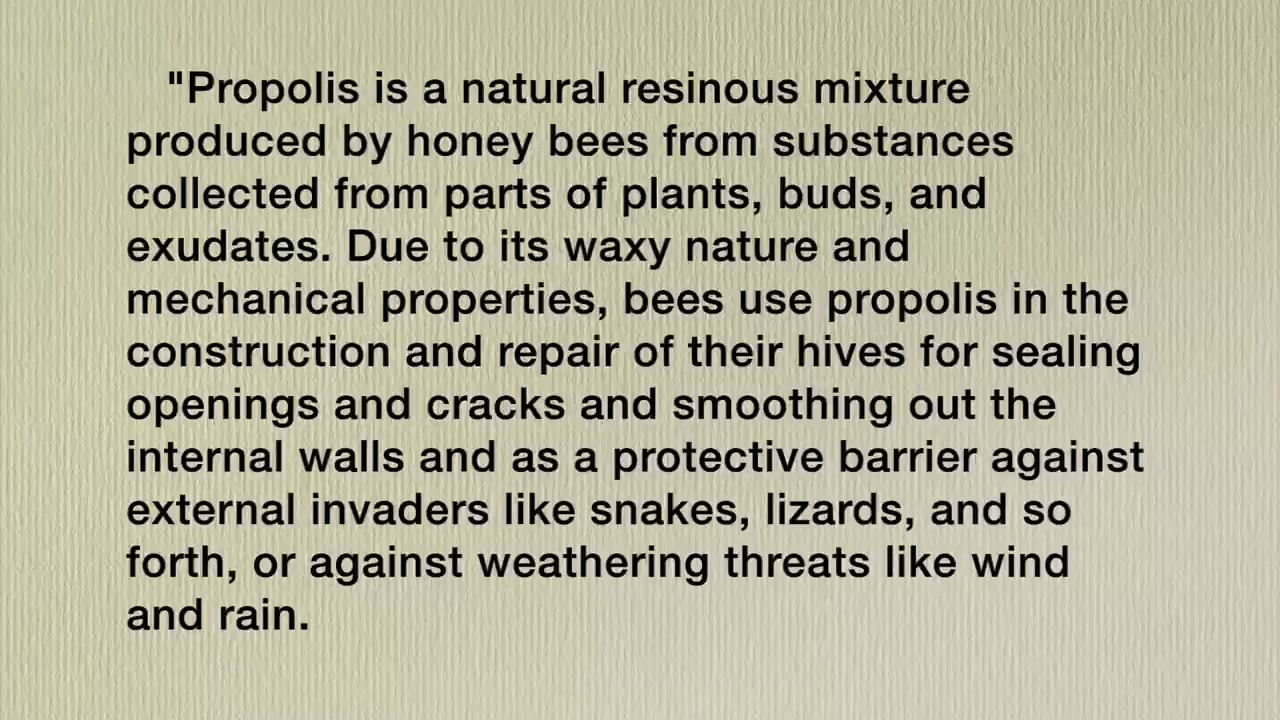 "Propolis is a natural resinous mixture
produced by honey bees from substances
collected from parts of plants, buds, and
exudates. Due to its waxy nature and
mechanical properties, bees use propolis in the
construction and repair of their hives for sealing
openings and cracks and smoothing out the
internal walls and as a protective barrier against
external invaders like snakes, lizards, and so
forth, or against weathering threats like wind
and rain.